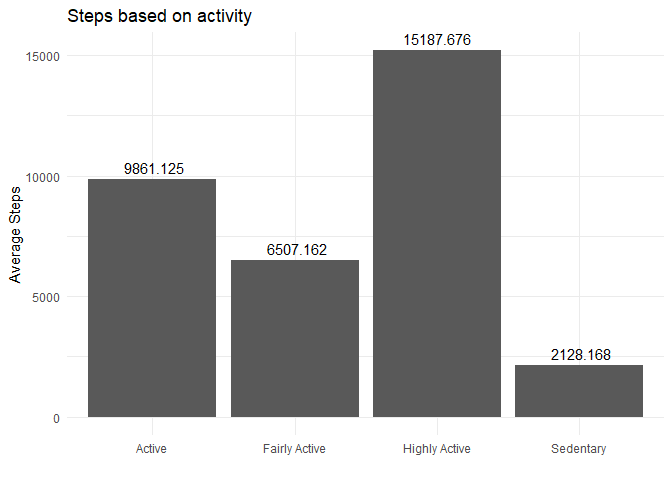 Steps based on activity
15187.676
15000
9861.125
10000
Average Steps
6507.162
5000
2128.168
0
Active Fairly Active Highly Active Sedentary